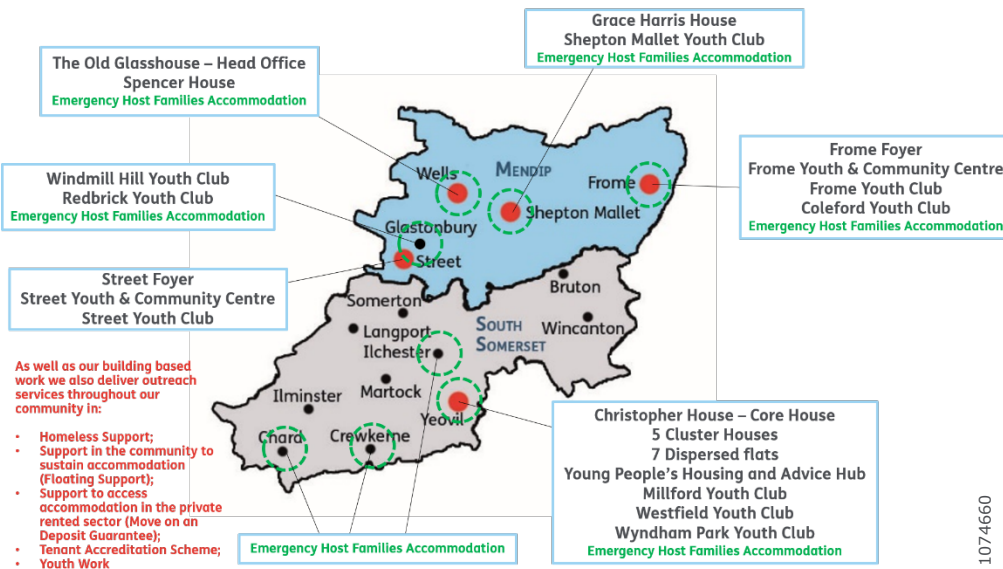 Grace Harris House
Shepton Mallet Youth Club
Emergency Host Families Accommodation
The Old Glasshouse – Head Office
Spencer House
Emergency Host Families Accommodation
Frome Foyer
Frome Youth & Community Centre
Frome Youth Club
Coleford Youth Club
Emergency Host Families Accommodation
Windmill Hill Youth Club
Redbrick Youth Club
Emergency Host Families Accommodation
Street Foyer
Street Youth & Community Centre
Street Youth Club
MENDIP
Wells
Frome
Shepton Mallet
Glastonbury
Street
Bruton
Somerton
Langport
SOUTH
SOMERSET
Wincanton
Ilchester
Martock
Ilminster
Yeovil
Chard
Crewkerne
As well as our building based
work we also deliver outreach
services throughout our
community in:
• Homeless Support;
• Support in the community to
sustain accommodation
(Floating Support);
• Support to access
accommodation in the private
rented sector (Move on an
Deposit Guarantee);
• Tenant Accreditation Scheme;
• Youth Work
Emergency Host Families Accommodation
Christopher House – Core House
5 Cluster Houses
7 Dispersed flats
Young People's Housing and Advice Hub
Millford Youth Club
Westfield Youth Club
Wyndham Park Youth Club
Emergency Host Families Accommodation
1074660